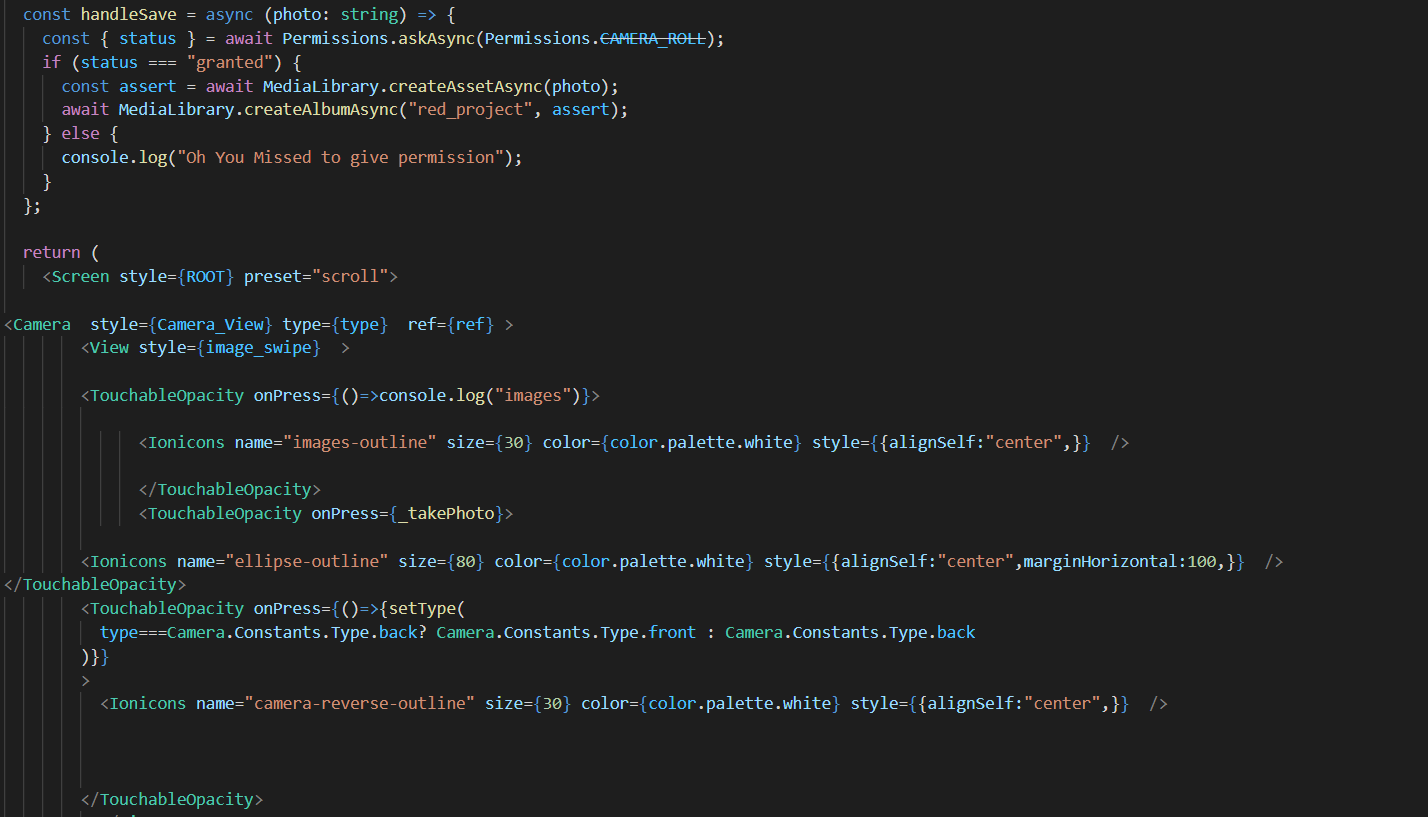 const handleSave = async (photo: string) => {
const { status } = await Permissions.askAsync(Permissions.CAMERA_ROLL);
if (status === "granted") {
const assert = await MediaLibrary.createAssetAsync(photo);
await MediaLibrary.createAlbumAsync("red_project", assert);
} else {
console.log("Oh You Missed to give permission");
}
};
return (
<Screen style={ROOT} preset="scroll">
<Camera  style={Camera_View} type={type}  ref={ref} >
<View style={image_swipe}  >
<TouchableOpacity onPress={()=>console.log("images")}>
<Ionicons name="images-outline" size={30} color={color.palette.white} style={{alignSelf:"center",}}  />
</TouchableOpacity>
<TouchableOpacity onPress={_takePhoto}>
<Ionicons name="ellipse-outline" size={80} color={color.palette.white} style={{alignSelf:"center",marginHorizontal:100,}}  />
</TouchableOpacity>
<TouchableOpacity onPress={()=>{setType(
type===Camera.Constants.Type.back? Camera.Constants.Type.front : Camera.Constants.Type.back
)}}
>
<Ionicons name="camera-reverse-outline" size={30} color={color.palette.white} style={{alignSelf:"center",}}  />
</TouchableOpacity>